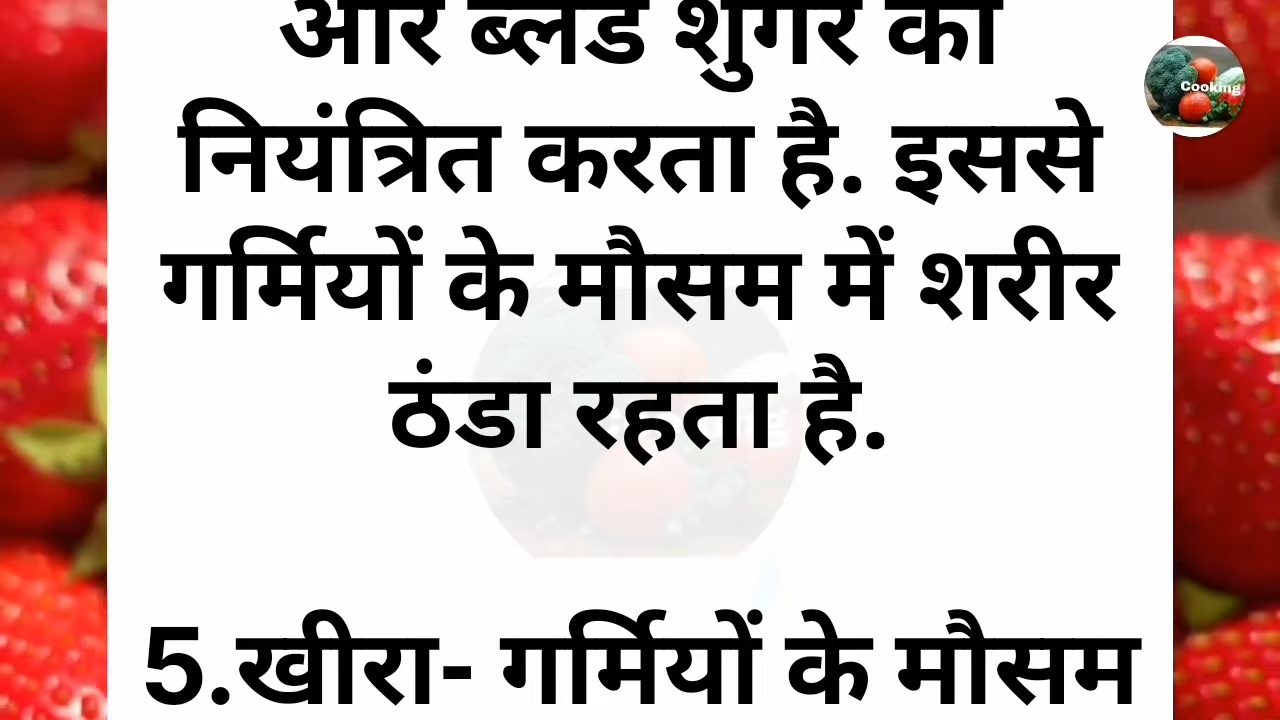 और ब्लड शुगर को
नियंत्रित करता है. इससे
गर्मियों के मौसम में शरीर
ठंडा रहता है.
5.खीरा- गर्मियों के मौसम
Cooking